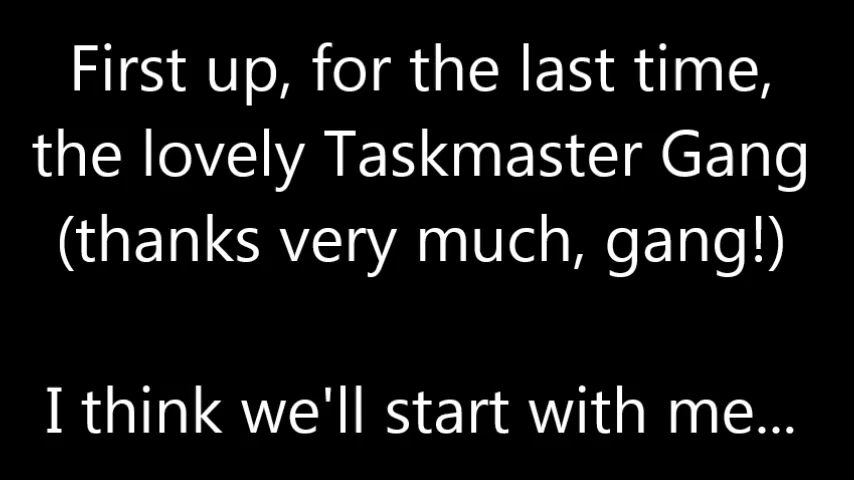 First up, for the last time,
the lovely Taskmaster Gang
(thanks very much, gang!)
I think we'll start with me...